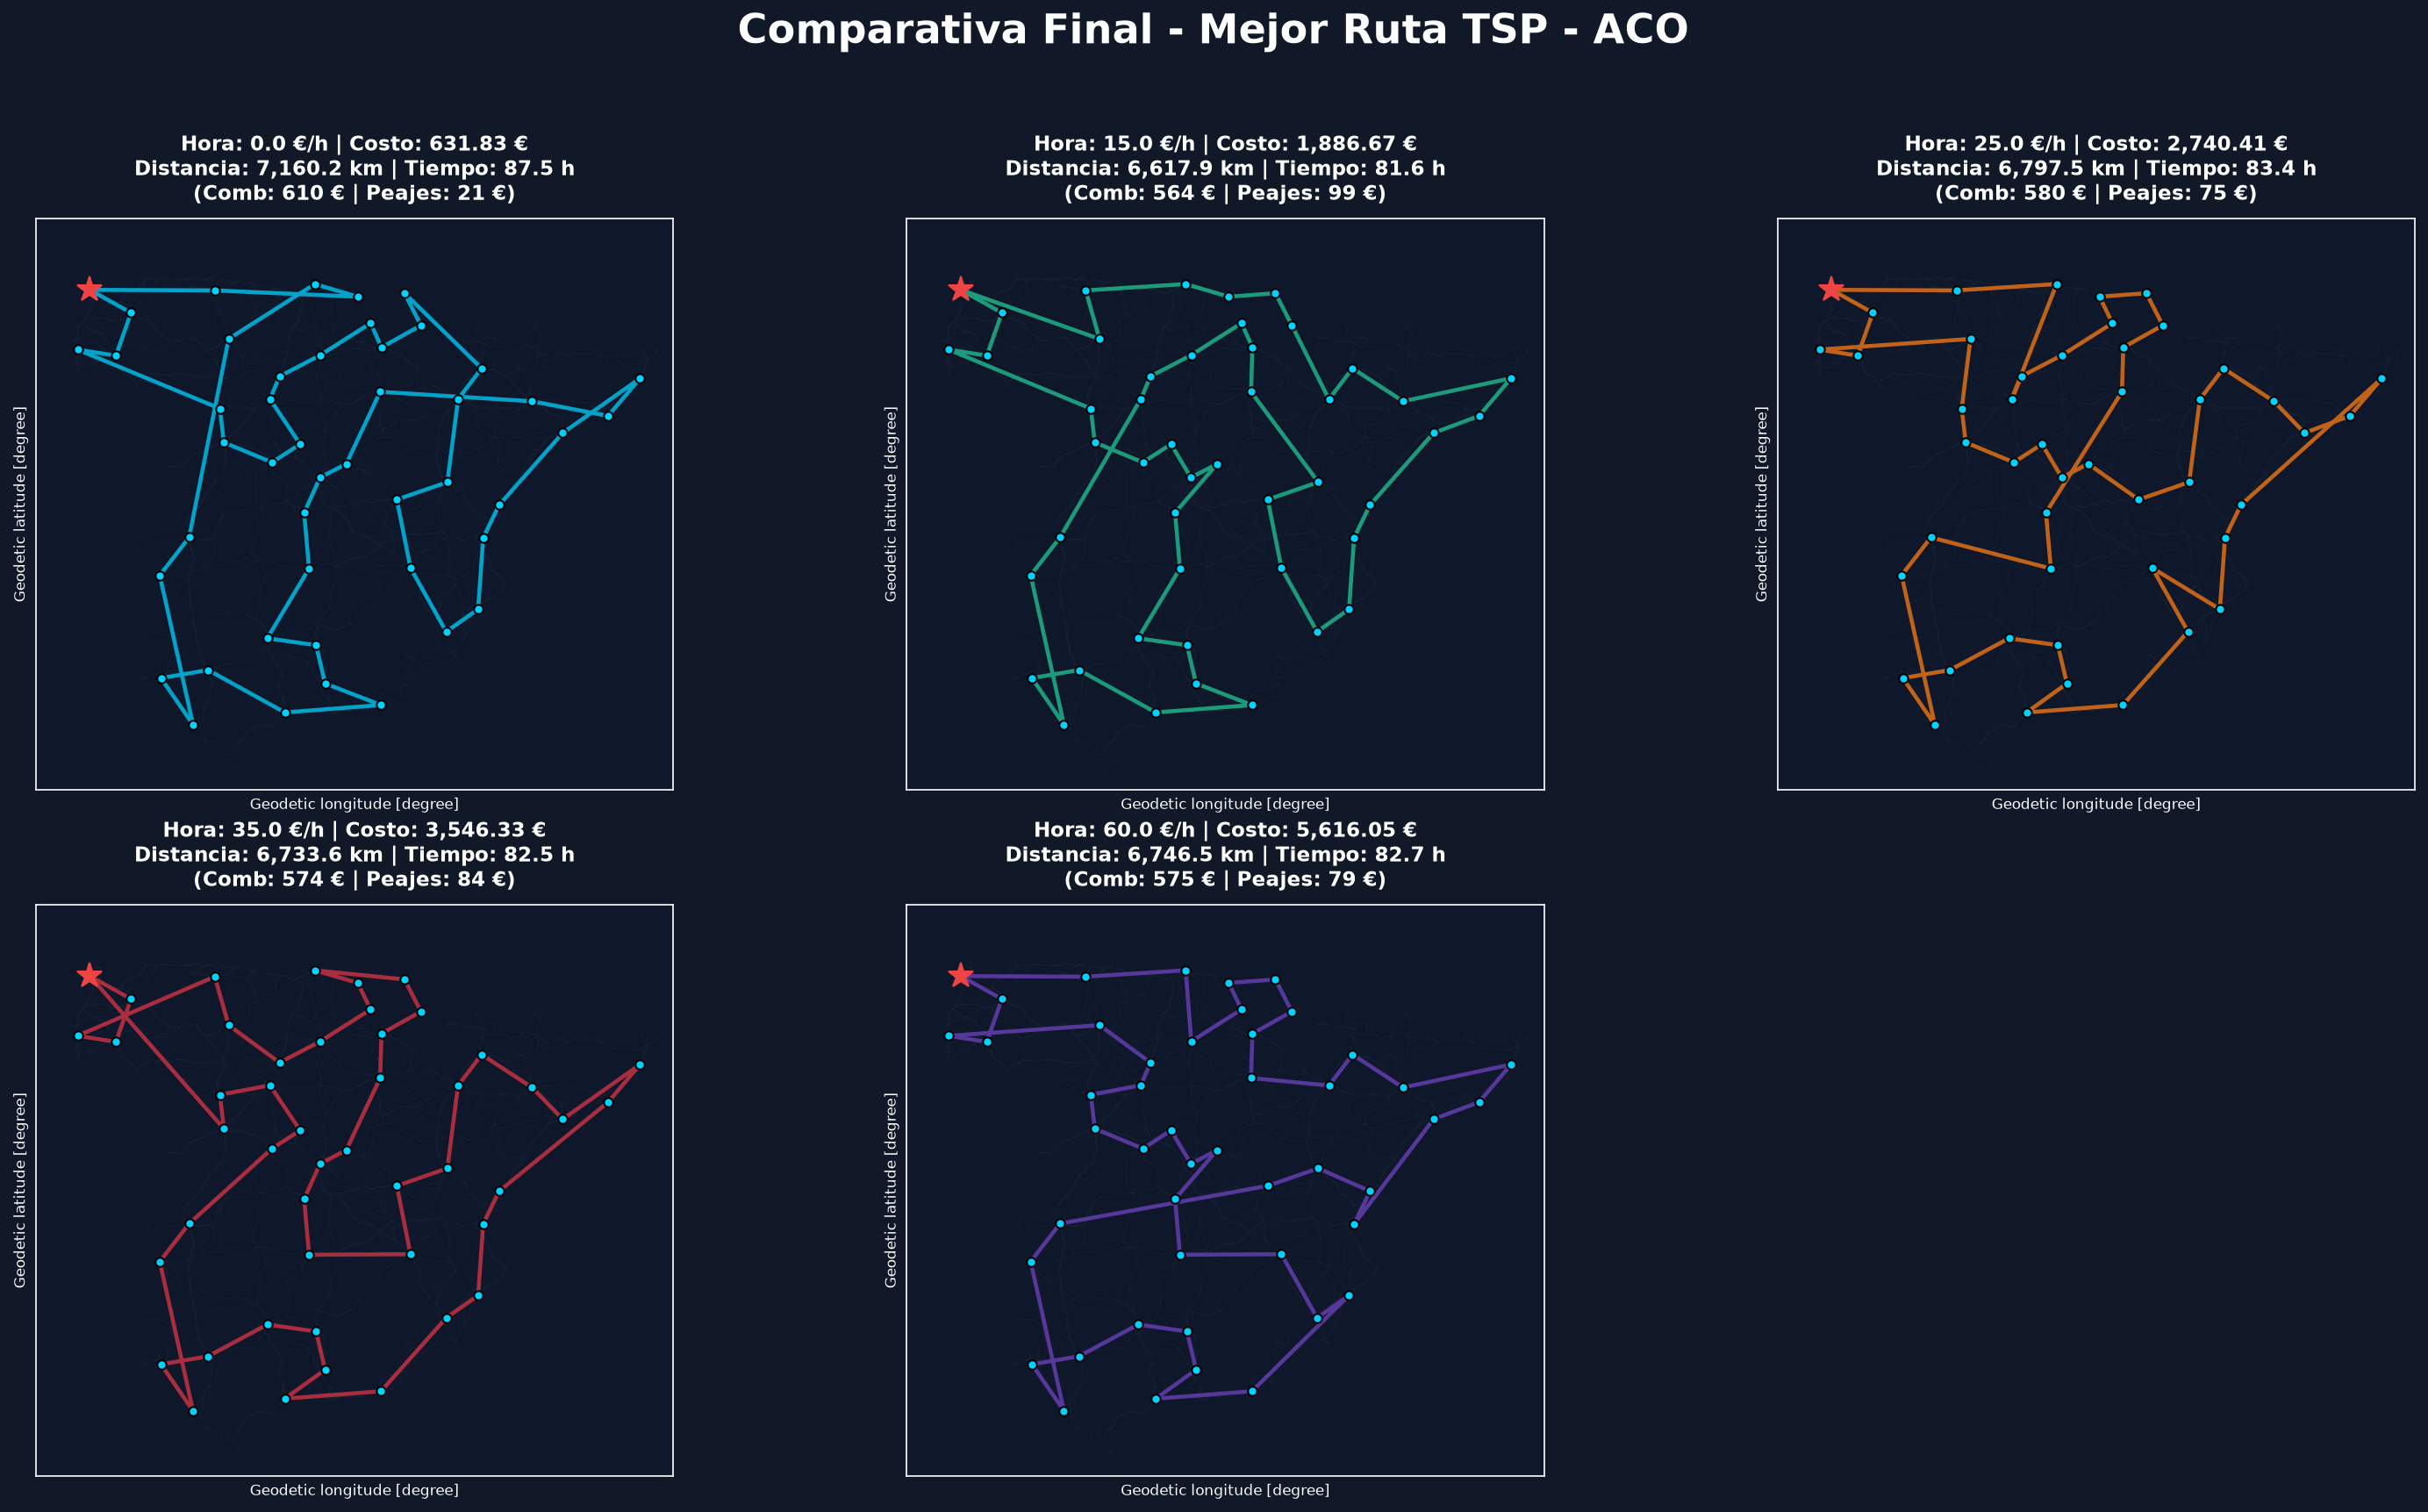 Comparativa Final - Mejor Ruta TSP - ACO
Hora: 0.0 €/h | Costo: 631.83 €
Distancia: 7,160.2 km | Tiempo: 87.5 h
(Comb: 610 € | Peajes: 21 €)
Geodetic latitude [degree]
Geodetic longitude [degree]
Hora: 15.0 €/h | Costo: 1,886.67 €
Distancia: 6,617.9 km | Tiempo: 81.6 h
(Comb: 564 € | Peajes: 99 €)
Geodetic latitude [degree]
Geodetic longitude [degree]
Hora: 25.0 €/h | Costo: 2,740.41 €
Distancia: 6,797.5 km | Tiempo: 83.4 h
(Comb: 580 € | Peajes: 75 €)
Geodetic latitude [degree]
Geodetic longitude [degree]
Hora: 35.0 €/h | Costo: 3,546.33 €
Distancia: 6,733.6 km | Tiempo: 82.5 h
(Comb: 574 € | Peajes: 84 €)
Geodetic latitude [degree]
Geodetic longitude [degree]
Hora: 60.0 €/h | Costo: 5,616.05 €
Distancia: 6,746.5 km | Tiempo: 82.7 h
(Comb: 575 € | Peajes: 79 €)
Geodetic latitude [degree]
Geodetic longitude [degree]